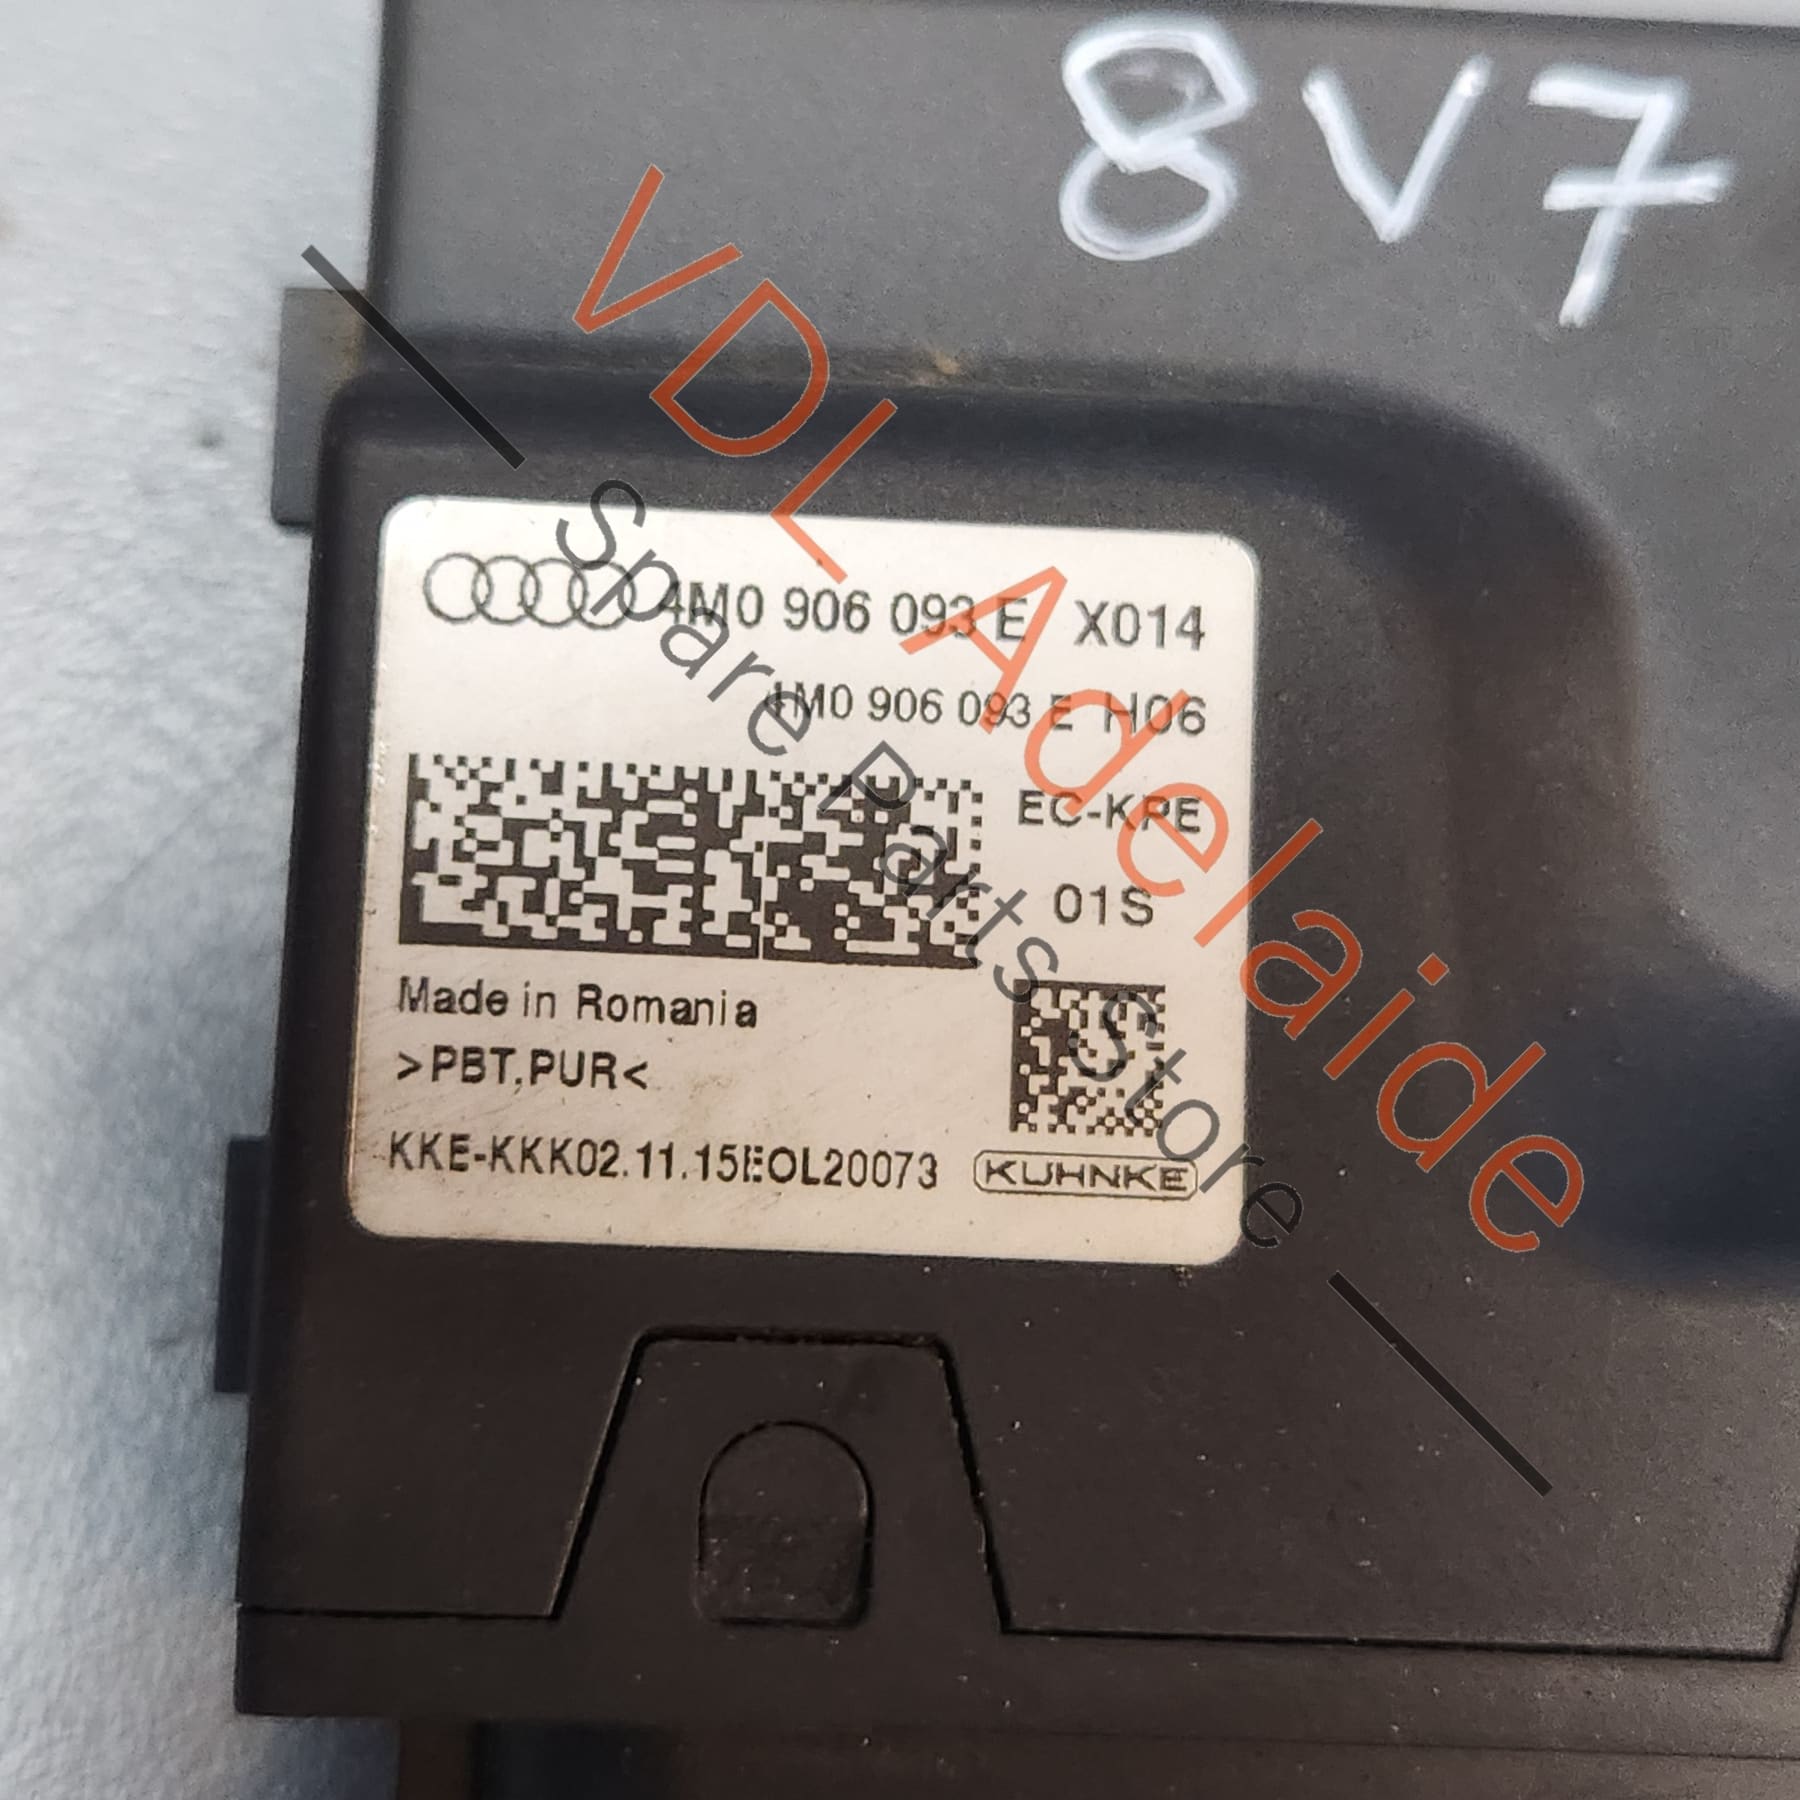 8V7
4M0 906 093 E X014
4M0 906 093 E H06
EC-KPE
01S
Made in Romania
>PBT,PUR<
KKE-KKK02.11.15EOL20073
KUHNKE
VDL Adelaide
Spare Parts Store